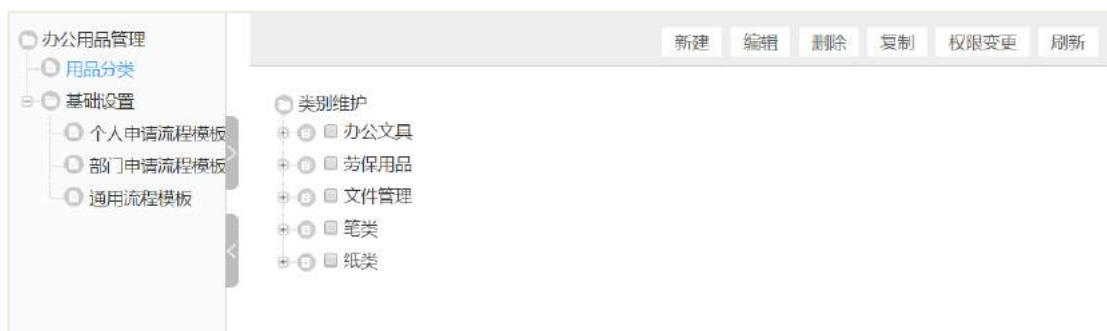 办公用品管理
用品分类
基础设置
个人申请流程模板
部门申请流程模板
通用流程模板
新建 编辑 删除 复制 权限变更 刷新
类别维护
办公文具
劳保用品
文件管理
笔类
纸类